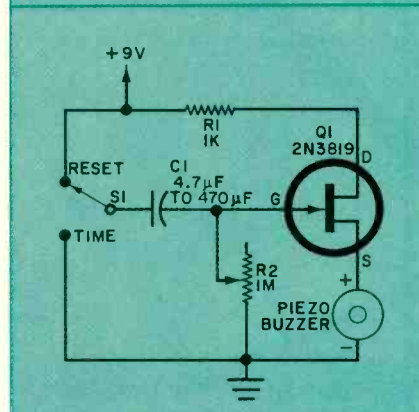 +9V
R1
1K
Q1
2N3819
D
RESET
C1
4.7µF
TO 470µF
G
S1
TIME
R2
1M
S
+
PIEZO
BUZZER
-